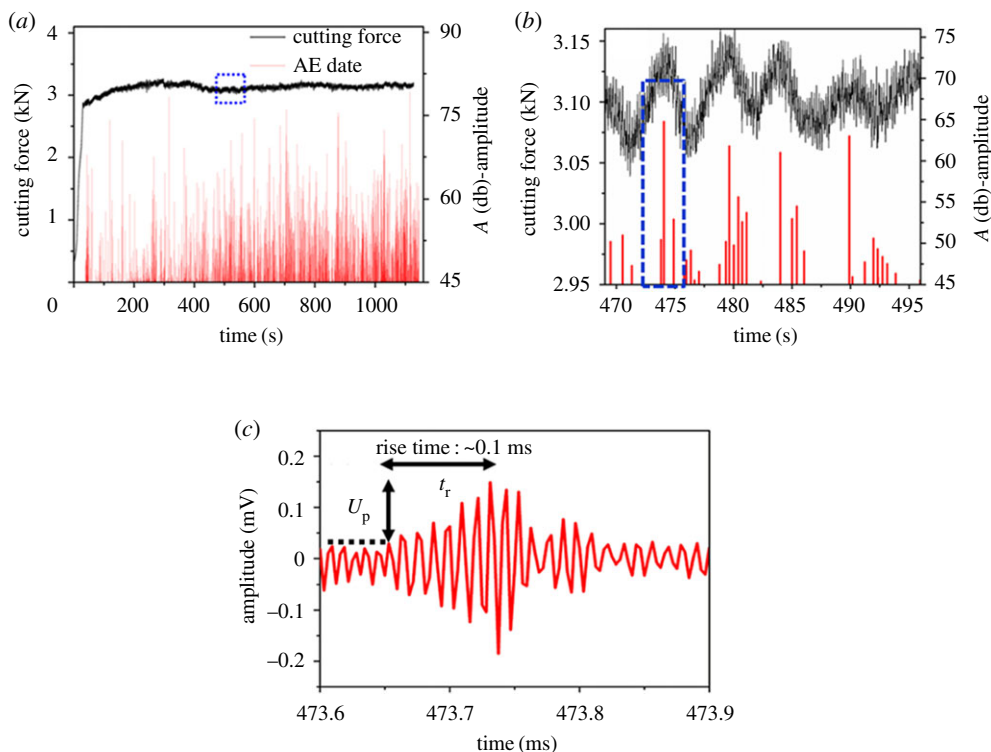 (a)
4
3
2
1
0
cutting force (kN)
cutting force
AE date
90
75
60
45
A (db)-amplitude
0 200 400 600 800 1000
time (s)
(b)
3.15
3.10
3.05
3.00
2.95
cutting force (kN)
75
70
65
60
55
50
45
A (db)-amplitude
470 475 480 485 490 495
time (s)
(c)
rise time : ~0.1 ms
tr
Up
0.2
0.1
0
–0.1
–0.2
amplitude (mV)
473.6 473.7 473.8 473.9
time (ms)